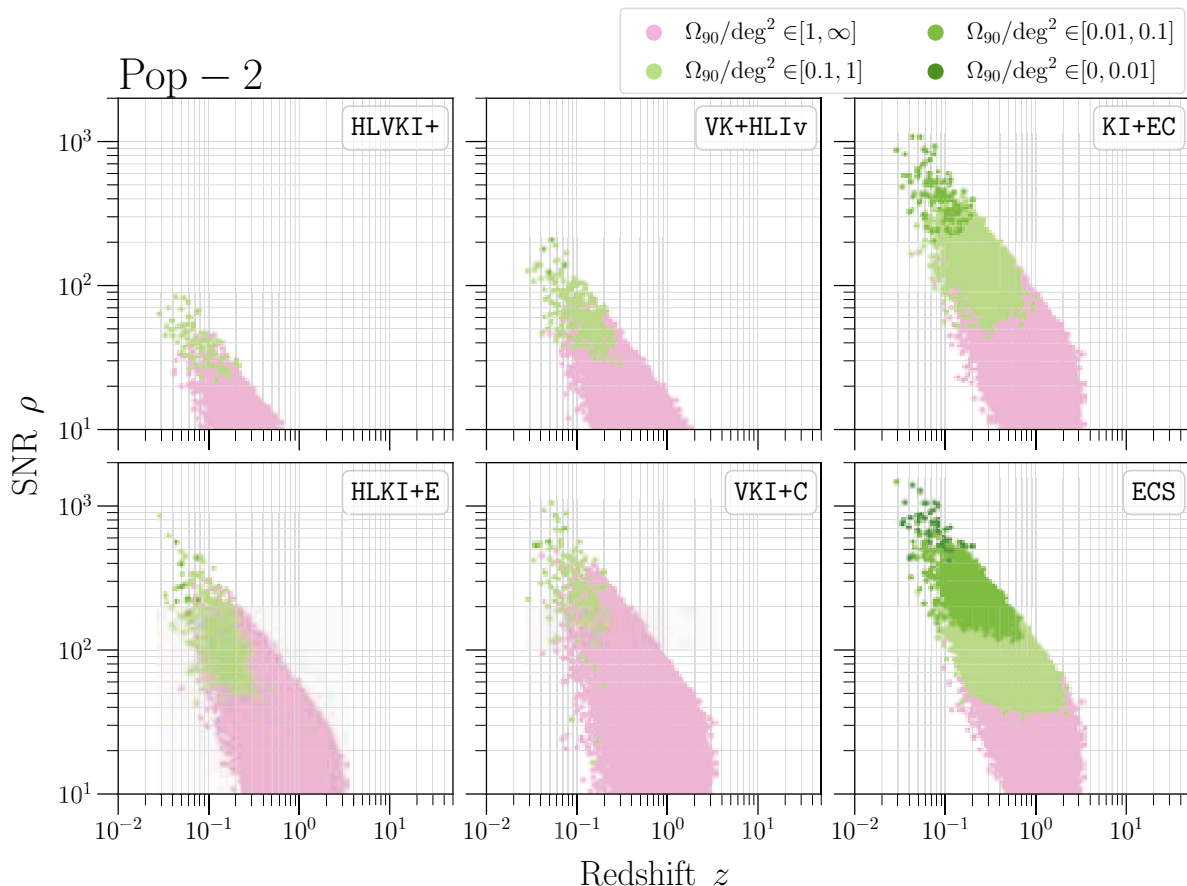 Ω₉₀/deg² ∈[1, ∞]
Ω₉₀/deg² ∈[0.01, 0.1]
Ω₉₀/deg² ∈[0.1, 1]
Ω₉₀/deg² ∈[0, 0.01]
Pop − 2
HLVKI+
VK+HLIv
KI+EC
10³
10²
10¹
HLKI+E
VKI+C
ECS
10³
10²
10¹
10⁻² 10⁻¹ 10⁰ 10¹
10⁻² 10⁻¹ 10⁰ 10¹
10⁻² 10⁻¹ 10⁰ 10¹
SNR ρ
Redshift z